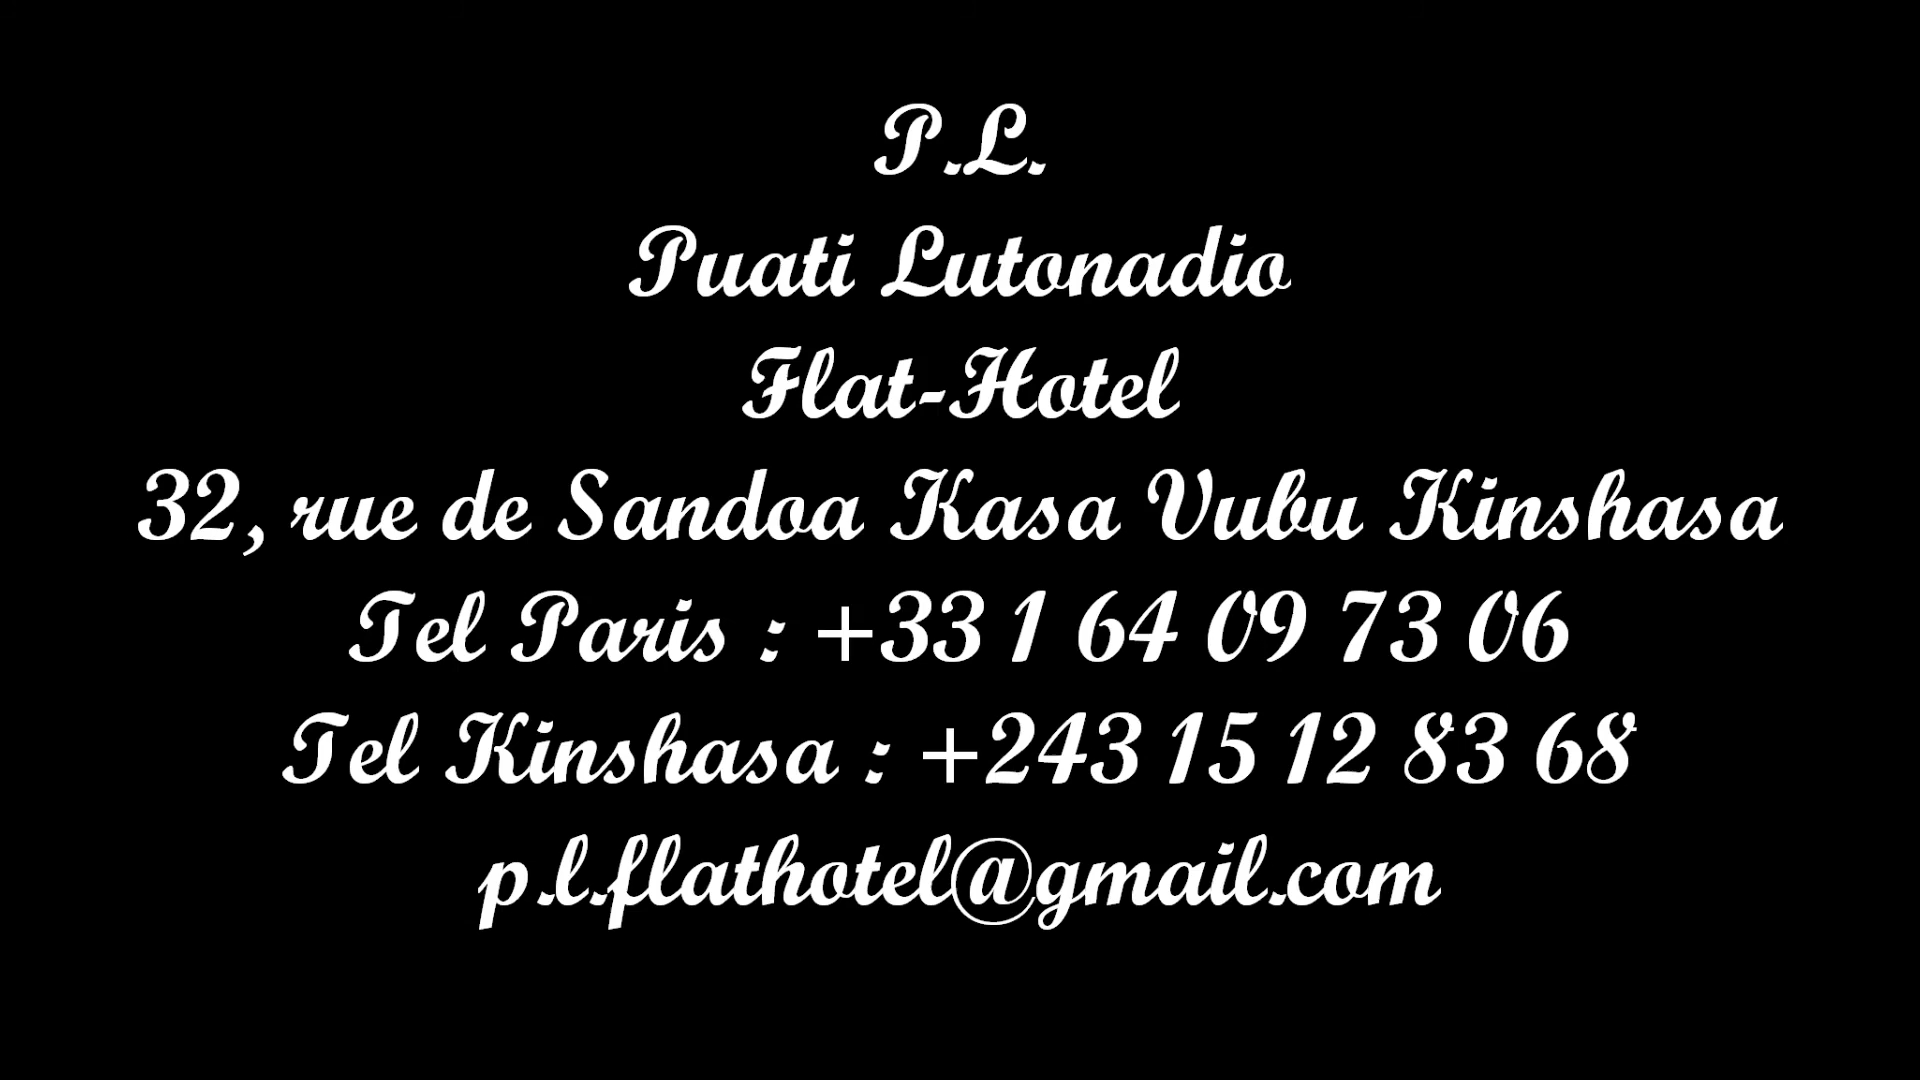 P.L.
Puati Lutonadio
Flat-Hotel
32, rue de Sandoa Kasa Vubu Kinshasa
Tel Paris : +33 1 64 09 73 06
Tel Kinshasa : +243 15 12 83 68
p.l.flathotel@gmail.com